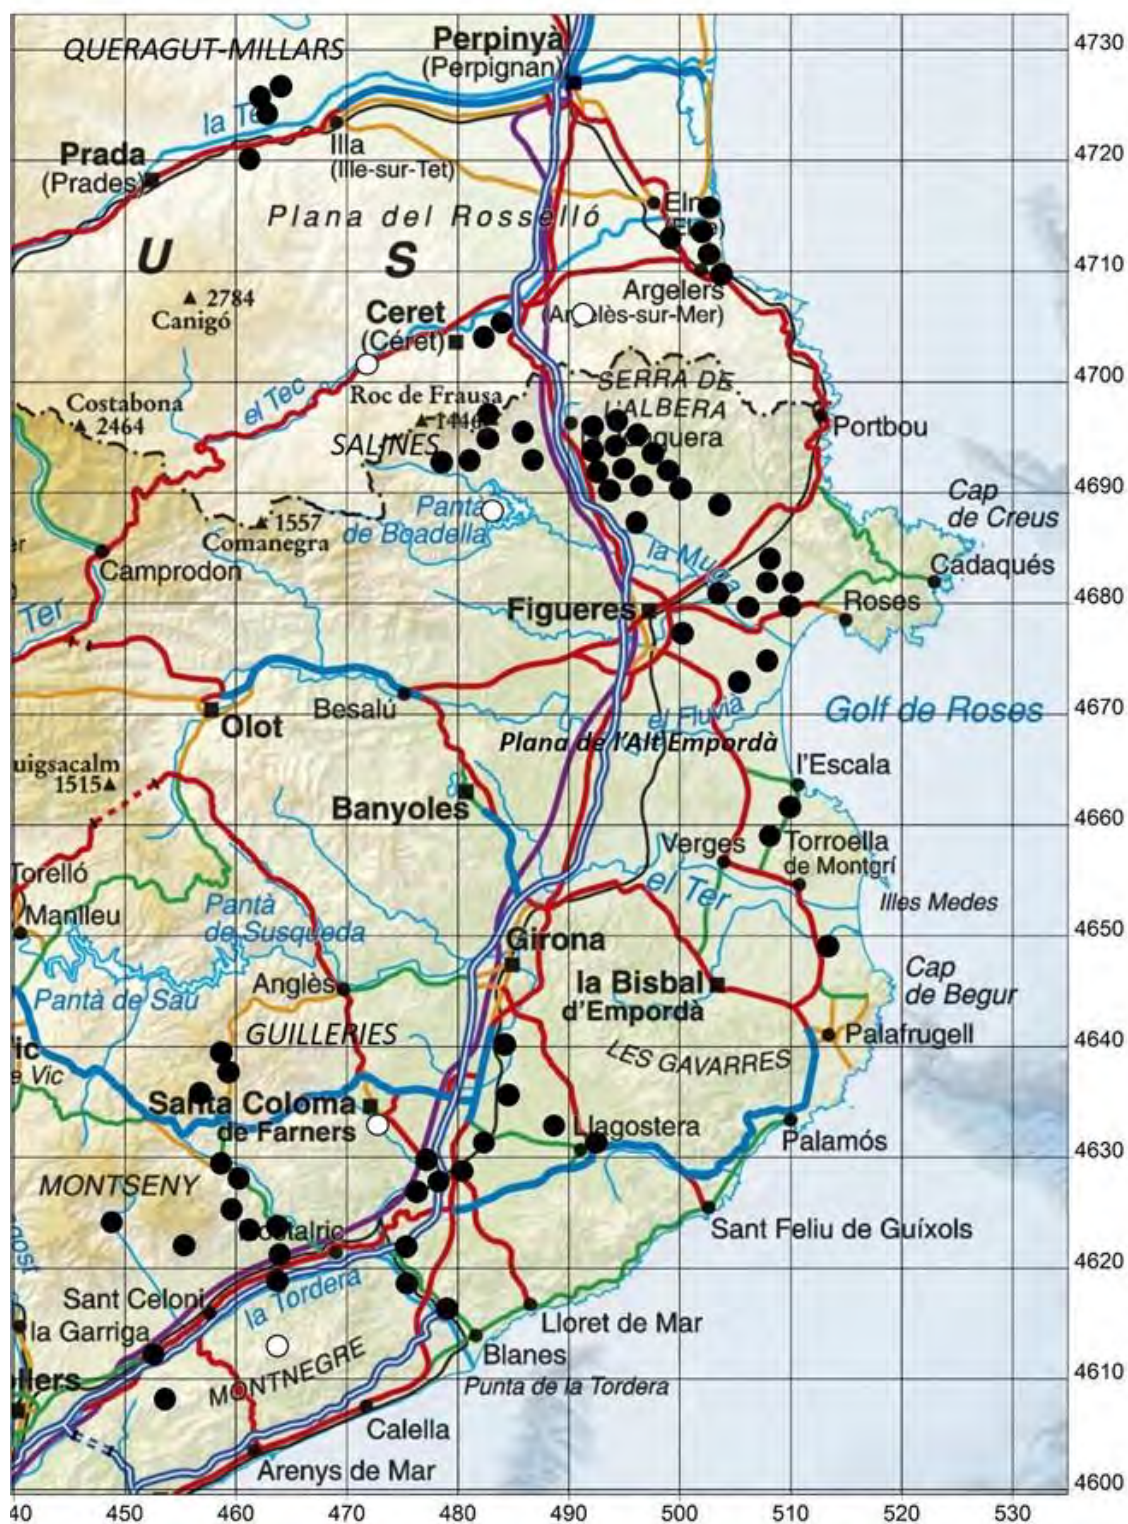 4730
QUERAGUT-MILLARS
Perpinyà
(Perpignan)
la Te
Prada
(Prades)
Illa
(Ille-sur-Tet)
4720
Plana del Rosselló
Eln
U S
4710
2784
Canigó
Argelers
(Argelès-sur-Mer)
Ceret
(Céret)
4700
el Tec
Roc de Frausa
1446
SERRA DE
L'ALBERA
Costabona
2464
SALINES
Portbou
4690
1557
Comanegra
Pantà
de Boadella
Cap
de Creus
Camprodon
la Muga
Cadaqués
Ter
Figueres
Roses
4680
Besalú
el Fluvià
Golf de Roses
4670
Olot
Plana de l'Alt Empordà
uigsacalm
1515
l'Escala
Banyoles
4660
Verges
Torroella
de Montgrí
Torelló
el Ter
Illes Medes
Manlleu
Pantà
de Susqueda
4650
Girona
Cap
de Begur
Anglès
la Bisbal
d'Empordà
Pantà de Sau
GUILLERIES
Palafrugell
4640
ic
e Vic
LES GAVARRES
Santa Coloma
de Farners
Llagostera
Palamós
4630
MONTSENY
Sant Feliu de Guíxols
4620
la Tordera
Sant Celoni
la Garriga
Lloret de Mar
Blanes
4610
llers
MONTNEGRE
Punta de la Tordera
Calella
Arenys de Mar
4600
40 450 460 470 480 490 500 510 520 530